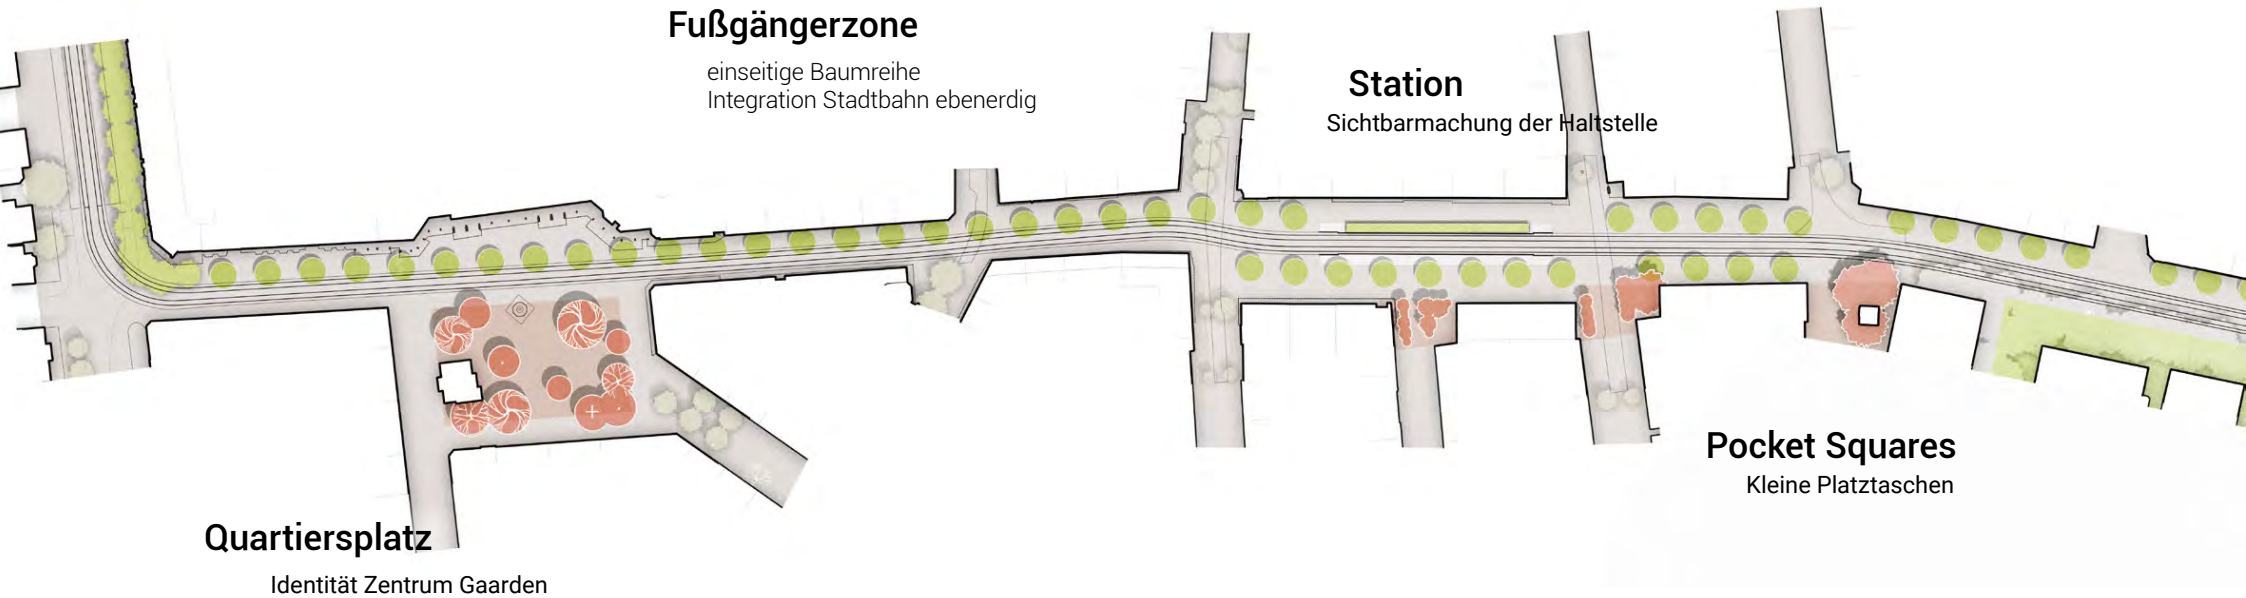 Fußgängerzone
einseitige Baumreihe
Integration Stadtbahn ebenerdig
Station
Sichtbarmachung der Haltstelle
Pocket Squares
Kleine Platztaschen
Quartiersplatz
Identität Zentrum Gaarden